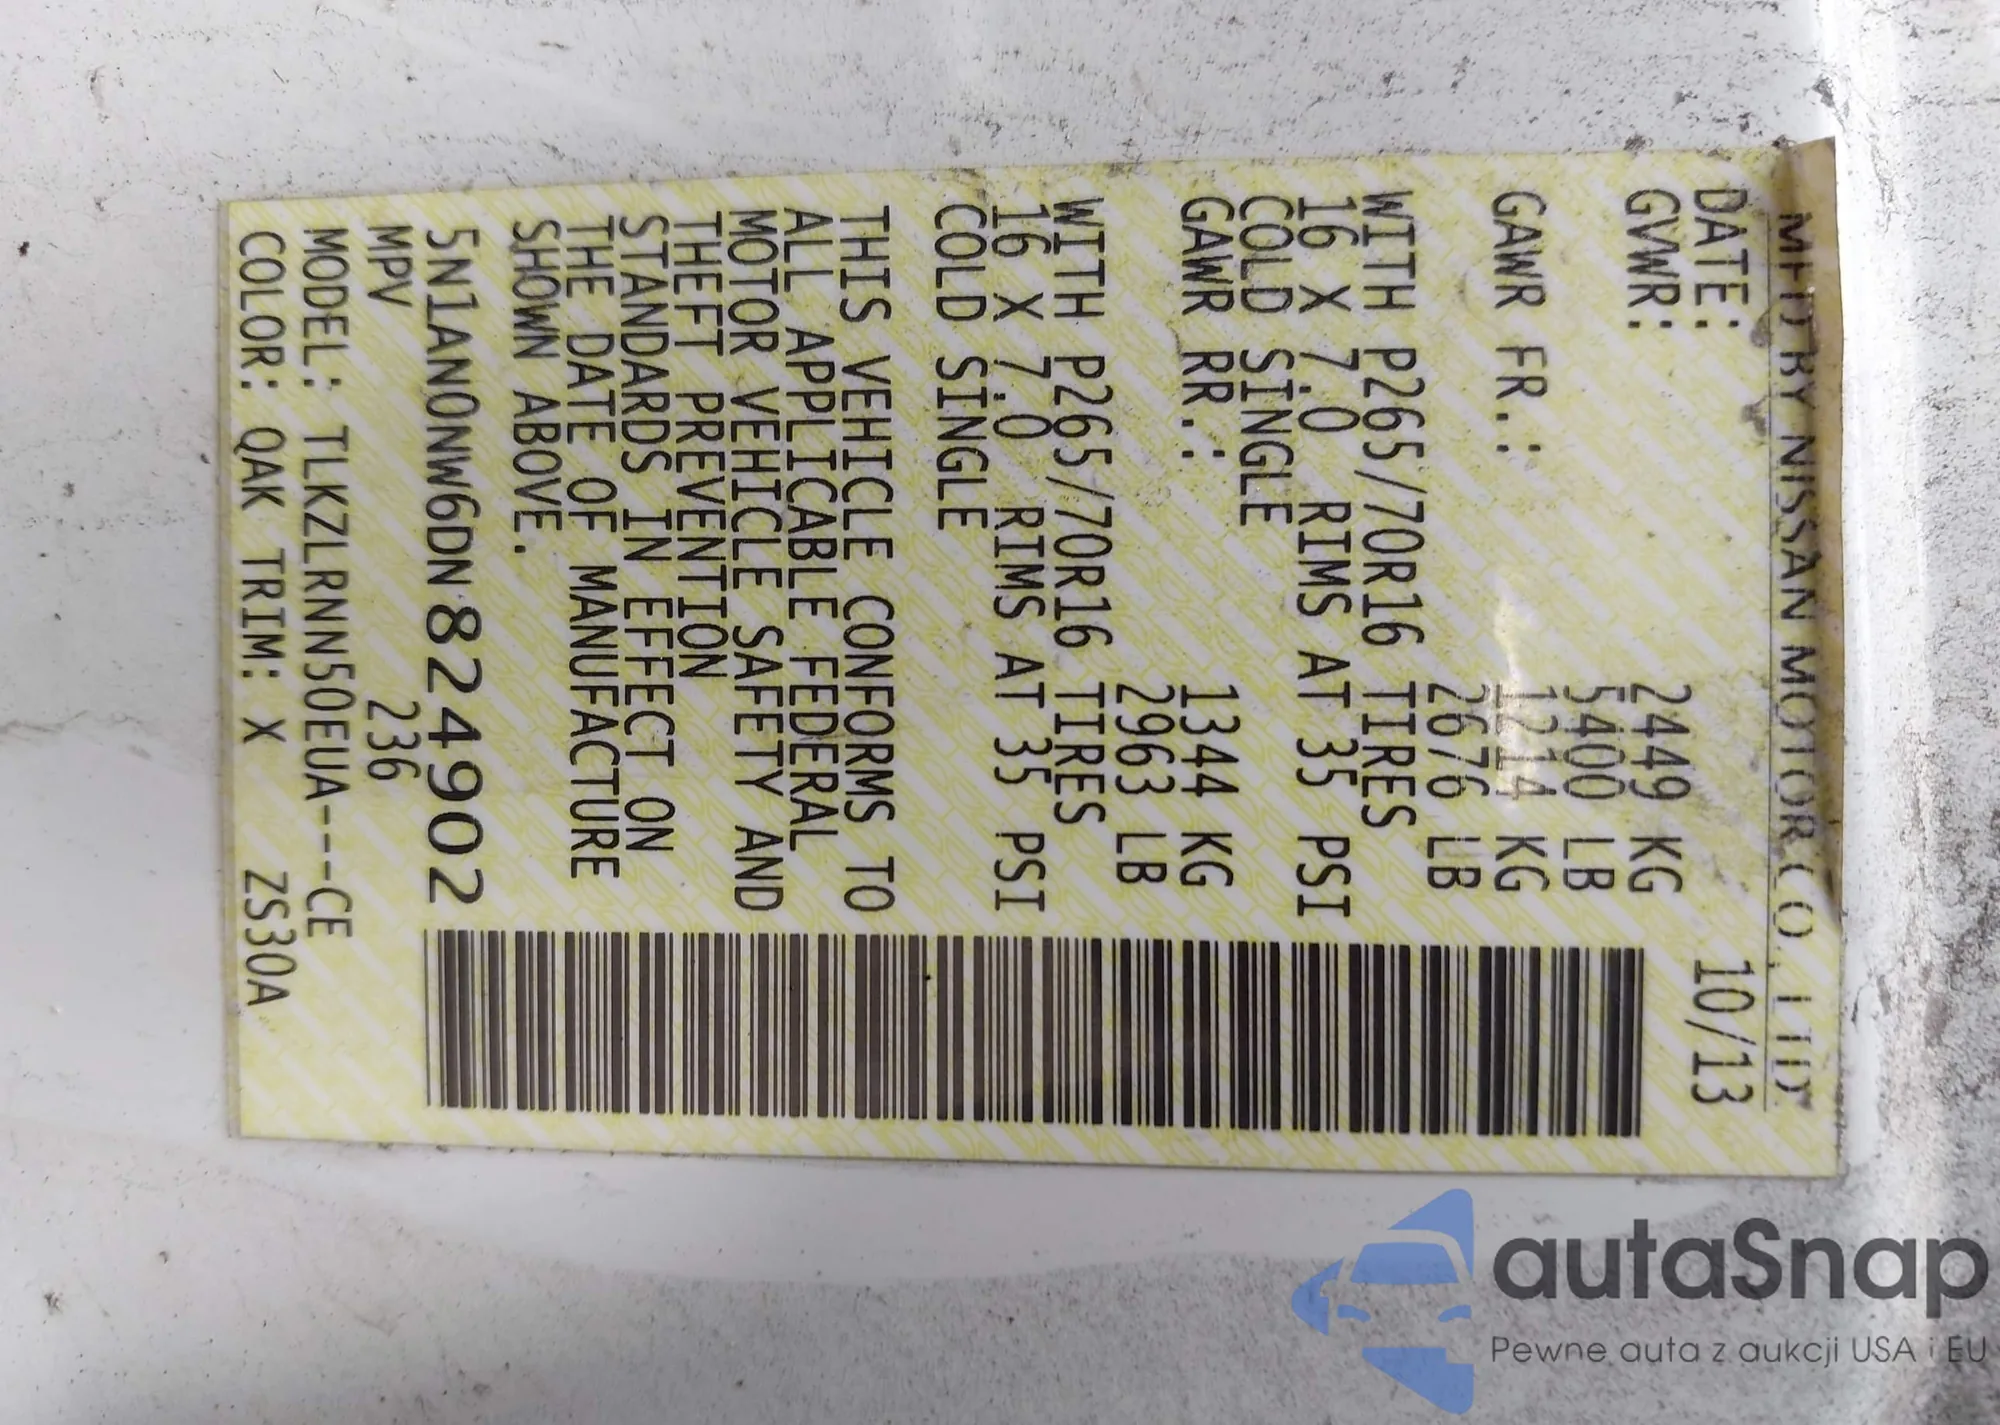 MFD BY NISSAN MOTOR CO., LTD.
DATE: 10/13
GVWR: 2449 KG
5400 LB
GAWR FR.: 1214 KG
2676 LB
WITH P265/70R16 TIRES
16 X 7.0 RIMS AT 35 PSI
COLD SINGLE
GAWR RR.: 1344 KG
2963 LB
WITH P265/70R16 TIRES
16 X 7.0 RIMS AT 35 PSI
COLD SINGLE
THIS VEHICLE CONFORMS TO
ALL APPLICABLE FEDERAL
MOTOR VEHICLE SAFETY AND
THEFT PREVENTION
STANDARDS IN EFFECT ON
THE DATE OF MANUFACTURE
SHOWN ABOVE.
5N1AN0NW6DN824902
MPV 236
MODEL: TLKZLRNN50EUA---CE
COLOR: QAK TRIM: X ZS30A
autaSnap
Pewne auta z aukcji USA i EU